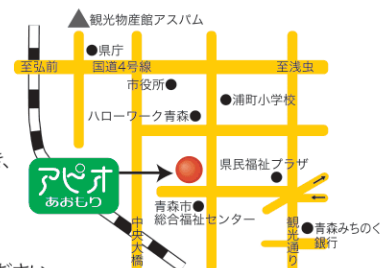 観光物産館アスパム
県庁
至弘前
国道4号線
至浅虫
市役所
浦町小学校
ハローワーク青森
き、
アピオ
あおもり
県民福祉プラザ
青森市
総合福祉センター
中央大橋
観光通り
青森みちのく
銀行
ださい